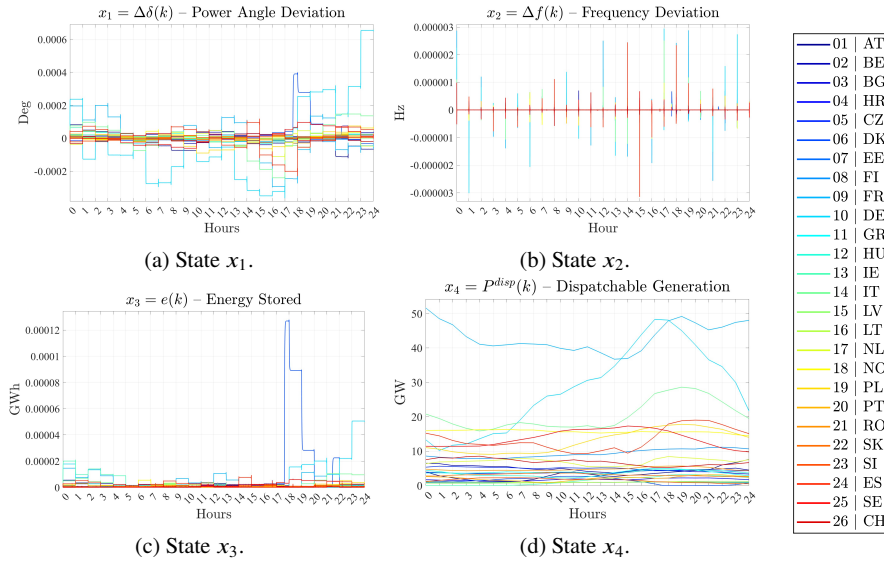 x₁ = Δδ(k) – Power Angle Deviation
0.0006
0.0004
0.0002
0
-0.0002
Deg
0 1 2 3 4 5 6 7 8 9 10 11 12 13 14 15 16 17 18 19 20 21 22 23 24
Hours
(a) State x₁.
x₂ = Δf(k) – Frequency Deviation
0.000003
0.000002
0.000001
0
-0.000001
-0.000002
-0.000003
Hz
0 1 2 3 4 5 6 7 8 9 10 11 12 13 14 15 16 17 18 19 20 21 22 23 24
Hour
(b) State x₂.
x₃ = e(k) – Energy Stored
0.00012
0.0001
0.00008
0.00006
0.00004
0.00002
0
GWh
0 1 2 3 4 5 6 7 8 9 10 11 12 13 14 15 16 17 18 19 20 21 22 23 24
Hours
(c) State x₃.
x₄ = Pᵈⁱˢᵖ(k) – Dispatchable Generation
50
40
30
20
10
0
GW
0 1 2 3 4 5 6 7 8 9 10 11 12 13 14 15 16 17 18 19 20 21 22 23 24
Hours
(d) State x₄.
01 | AT
02 | BE
03 | BG
04 | HR
05 | CZ
06 | DK
07 | EE
08 | FI
09 | FR
10 | DE
11 | GR
12 | HU
13 | IE
14 | IT
15 | LV
16 | LT
17 | NL
18 | NO
19 | PL
20 | PT
21 | RO
22 | SK
23 | SI
24 | ES
25 | SE
26 | CH